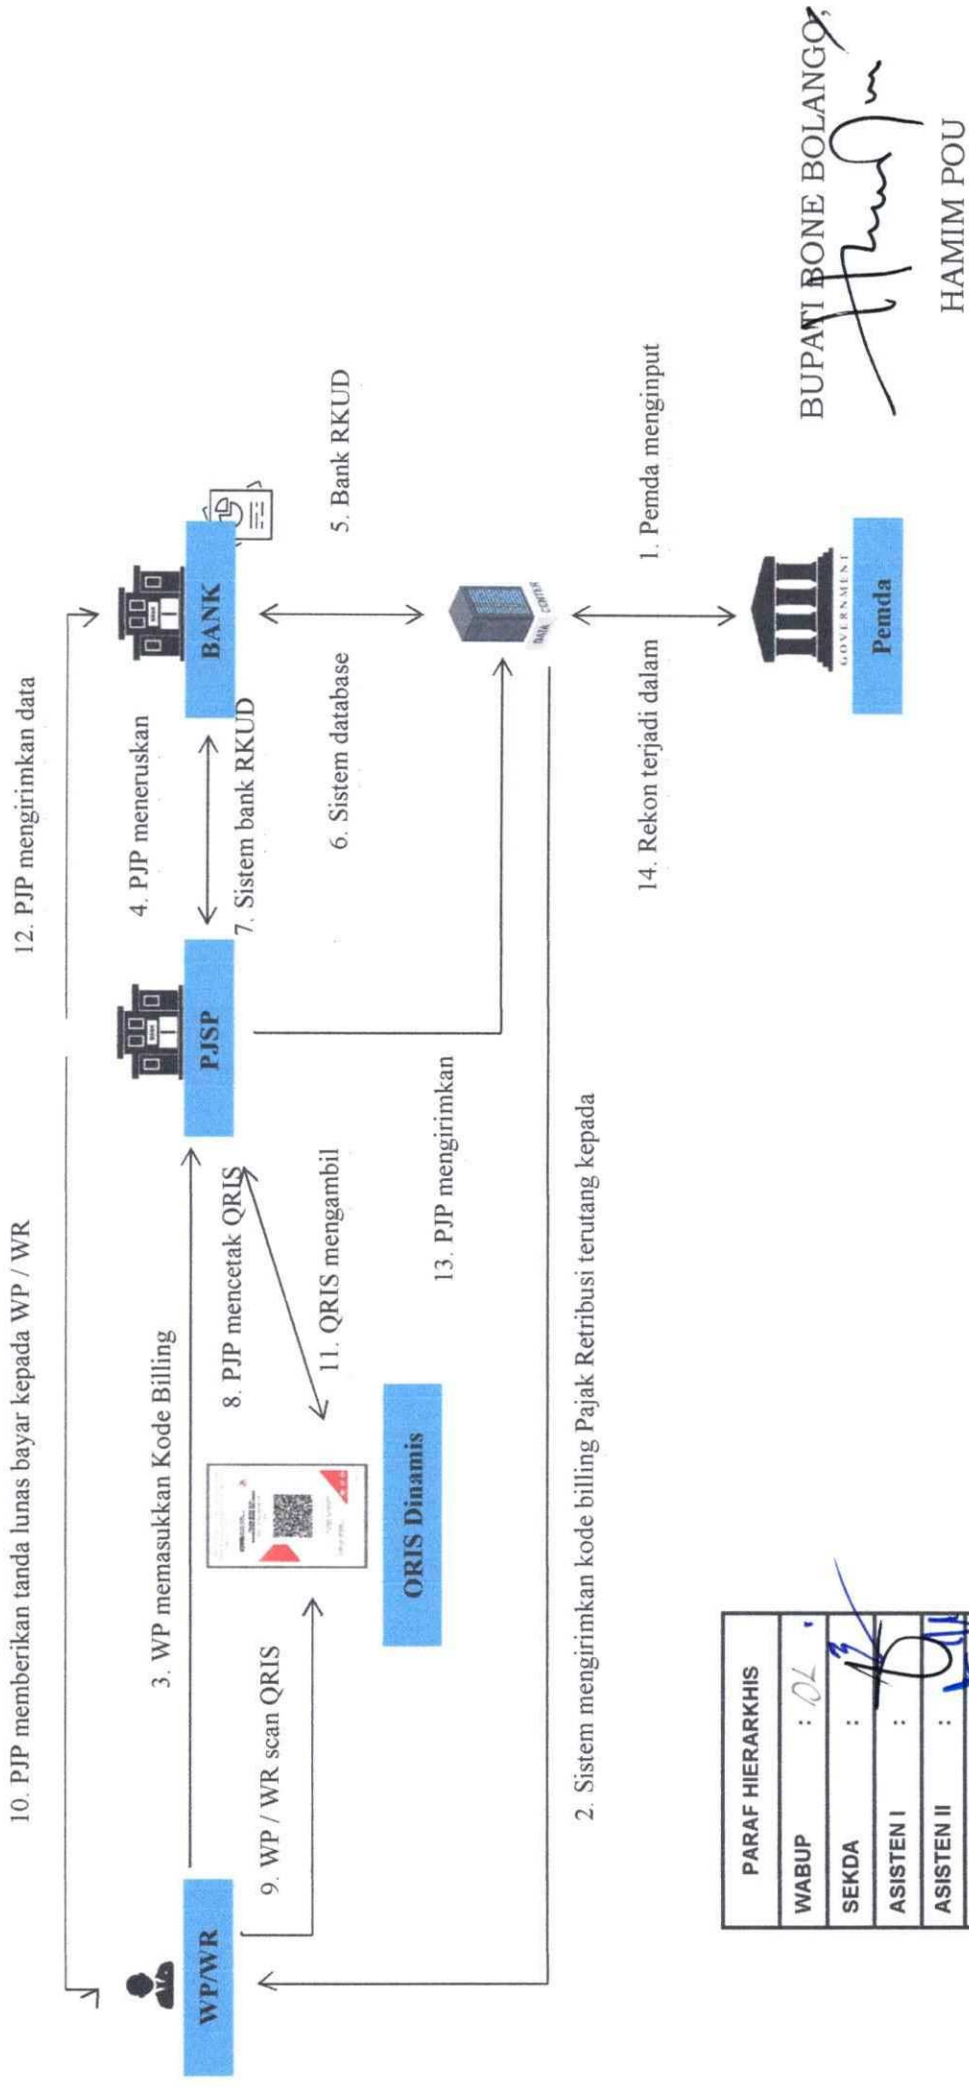 10. PJP memberikan tanda lunas bayar kepada WP / WR
12. PJP mengirimkan data
3. WP memasukkan Kode Billing
4. PJP meneruskan
BANK
WP/WR
PJSP
BANK
7. Sistem bank RKUD
9. WP / WR scan QRIS
8. PJP mencetak QRIS
11. QRIS mengambil
6. Sistem database
5. Bank RKUD
ORIS Dinamis
13. PJP mengirimkan
DATA CENTER
2. Sistem mengirimkan kode billing Pajak Retribusi terutang kepada
14. Rekon terjadi dalam
1. Pemda menginput
GOVERNMENT
Pemda
PARAF HIERARKHIS
WABUP :
SEKDA :
ASISTEN I :
ASISTEN II :
BUPATI BONE BOLANGO,
HAMIM POU